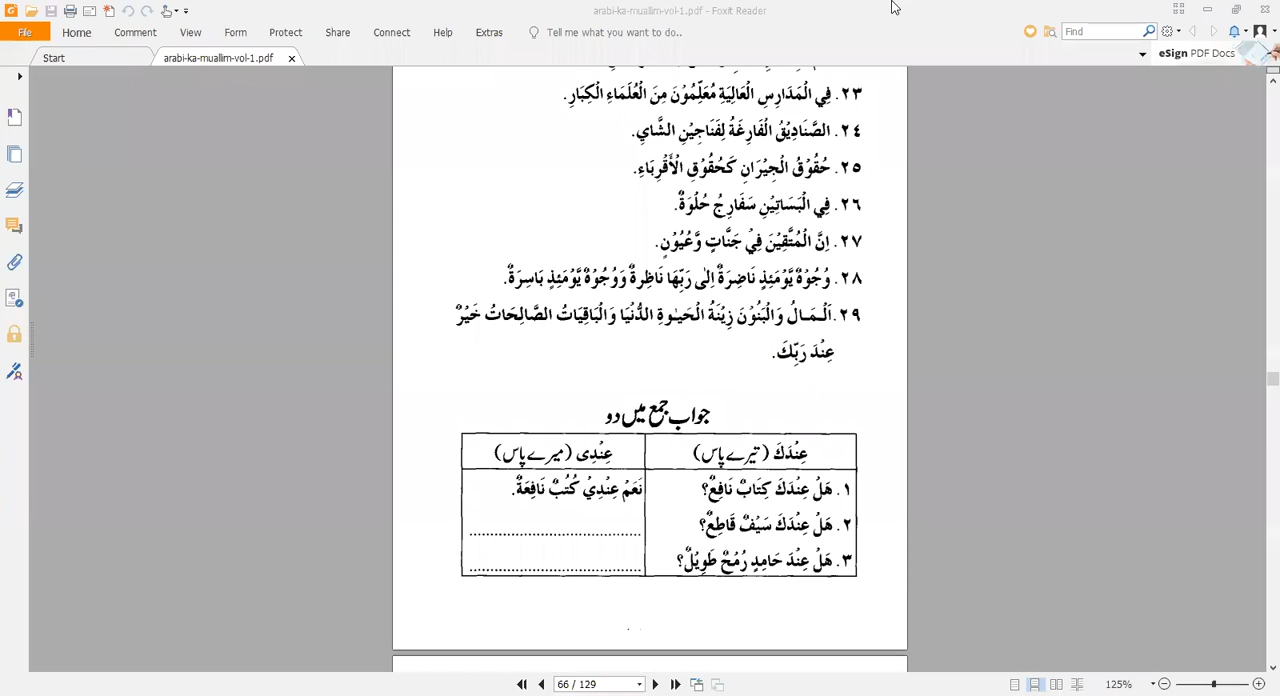 arabi-ka-muallim-vol-1.pdf - Foxit Reader
File Home Comment View Form Protect Share Connect Help Extras Tell me what you want to do.. Find
Start arabi-ka-muallim-vol-1.pdf eSign PDF Docs
٢٣. فِي الْمَدَارِسِ الْعَالِيَةِ مُعَلِّمُوْنَ مِنَ الْعُلَمَاءِ الْكِبَارِ.
٢٤. الصَّنَادِيْقُ الْفَارِغَةُ لِفَنَاجِيْنِ الشَّايِ.
٢٥. حُقُوْقُ الْجِيْرَانِ كَحُقُوْقِ الْأَقْرِبَاءِ.
٢٦. فِي الْبَسَاتِيْنِ سَفَارِجُ حُلْوَةٌ.
٢٧. اِنَّ الْمُتَّقِيْنَ فِيْ جَنَّاتٍ وَّعُيُوْنٍ.
٢٨. وُجُوْهٌ يَّوْمَئِذٍ نَاضِرَةٌ اِلٰى رَبِّهَا نَاظِرةٌ وَوُجُوْهٌ يَّوْمَئِذٍ بَاسِرَةٌ.
٢٩. اَلْمَالُ وَالْبَنُوْنَ زِيْنَةُ الْحَيٰوةِ الدُّنْيَا وَالْبَاقِيَاتُ الصَّالِحَاتُ خَيْرٌ
عِنْدَ رَبِّكَ.
جواب جمع میں دو
عِنْدَكَ (تیرے پاس) عِنْدِی (میرے پاس)
١. هَلْ عِنْدَكَ كِتَابٌ نَافِعٌ؟ نَعَمْ عِنْدِيْ كُتُبٌ نَافِعَةٌ.
٢. هَلْ عِنْدَكَ سَيْفٌ قَاطِعٌ؟ ..............................
٣. هَلْ عِنْدَ حَامِدٍ رُمْحٌ طَوِيْلٌ؟ ..............................
66 / 129 125%